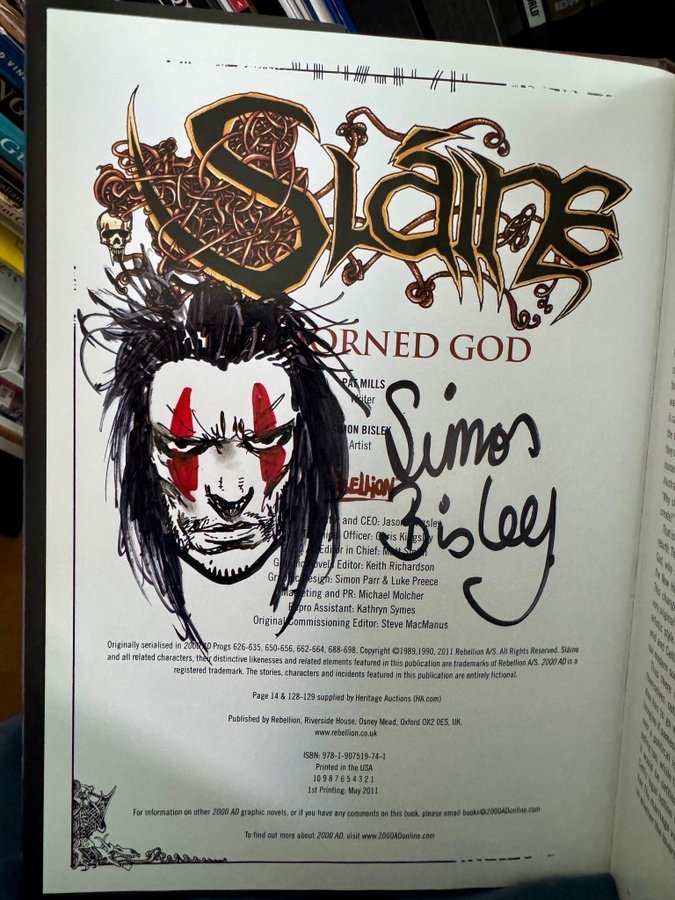 Sláine
HORNED GOD
PAT MILLS
Writer
SIMON BISLEY
Artist
Simon
Bisley
REBELLION
and CEO: Jason Kingsley
Officer: Chris Kingsley
Editor in Chief: Matt Smith
Graphic Novels Editor: Keith Richardson
Graphic Design: Simon Parr & Luke Preece
Marketing and PR: Michael Molcher
Repro Assistant: Kathryn Symes
Original Commissioning Editor: Steve MacManus
Originally serialised in 2000 AD Progs 626-635, 650-656, 662-664, 688-698. Copyright ©1989,1990, 2011 Rebellion A/S. All Rights Reserved. Sláine
and all related characters, their distinctive likenesses and related elements featured in this publication are trademarks of Rebellion A/S. 2000 AD is a
registered trademark. The stories, characters and incidents featured in this publication are entirely fictional.
Page 14 & 128-129 supplied by Heritage Auctions (HA.com)
Published by Rebellion, Riverside House, Osney Mead, Oxford OX2 0ES, UK.
www.rebellion.co.uk
ISBN: 978-1-907519-74-1
Printed in the USA
10 9 8 7 6 5 4 3 2 1
1st Printing: May 2011
For information on other 2000 AD graphic novels, or if you have any comments on this book, please email books@2000ADonline.com
To find out more about 2000 AD, visit www.2000ADonline.com